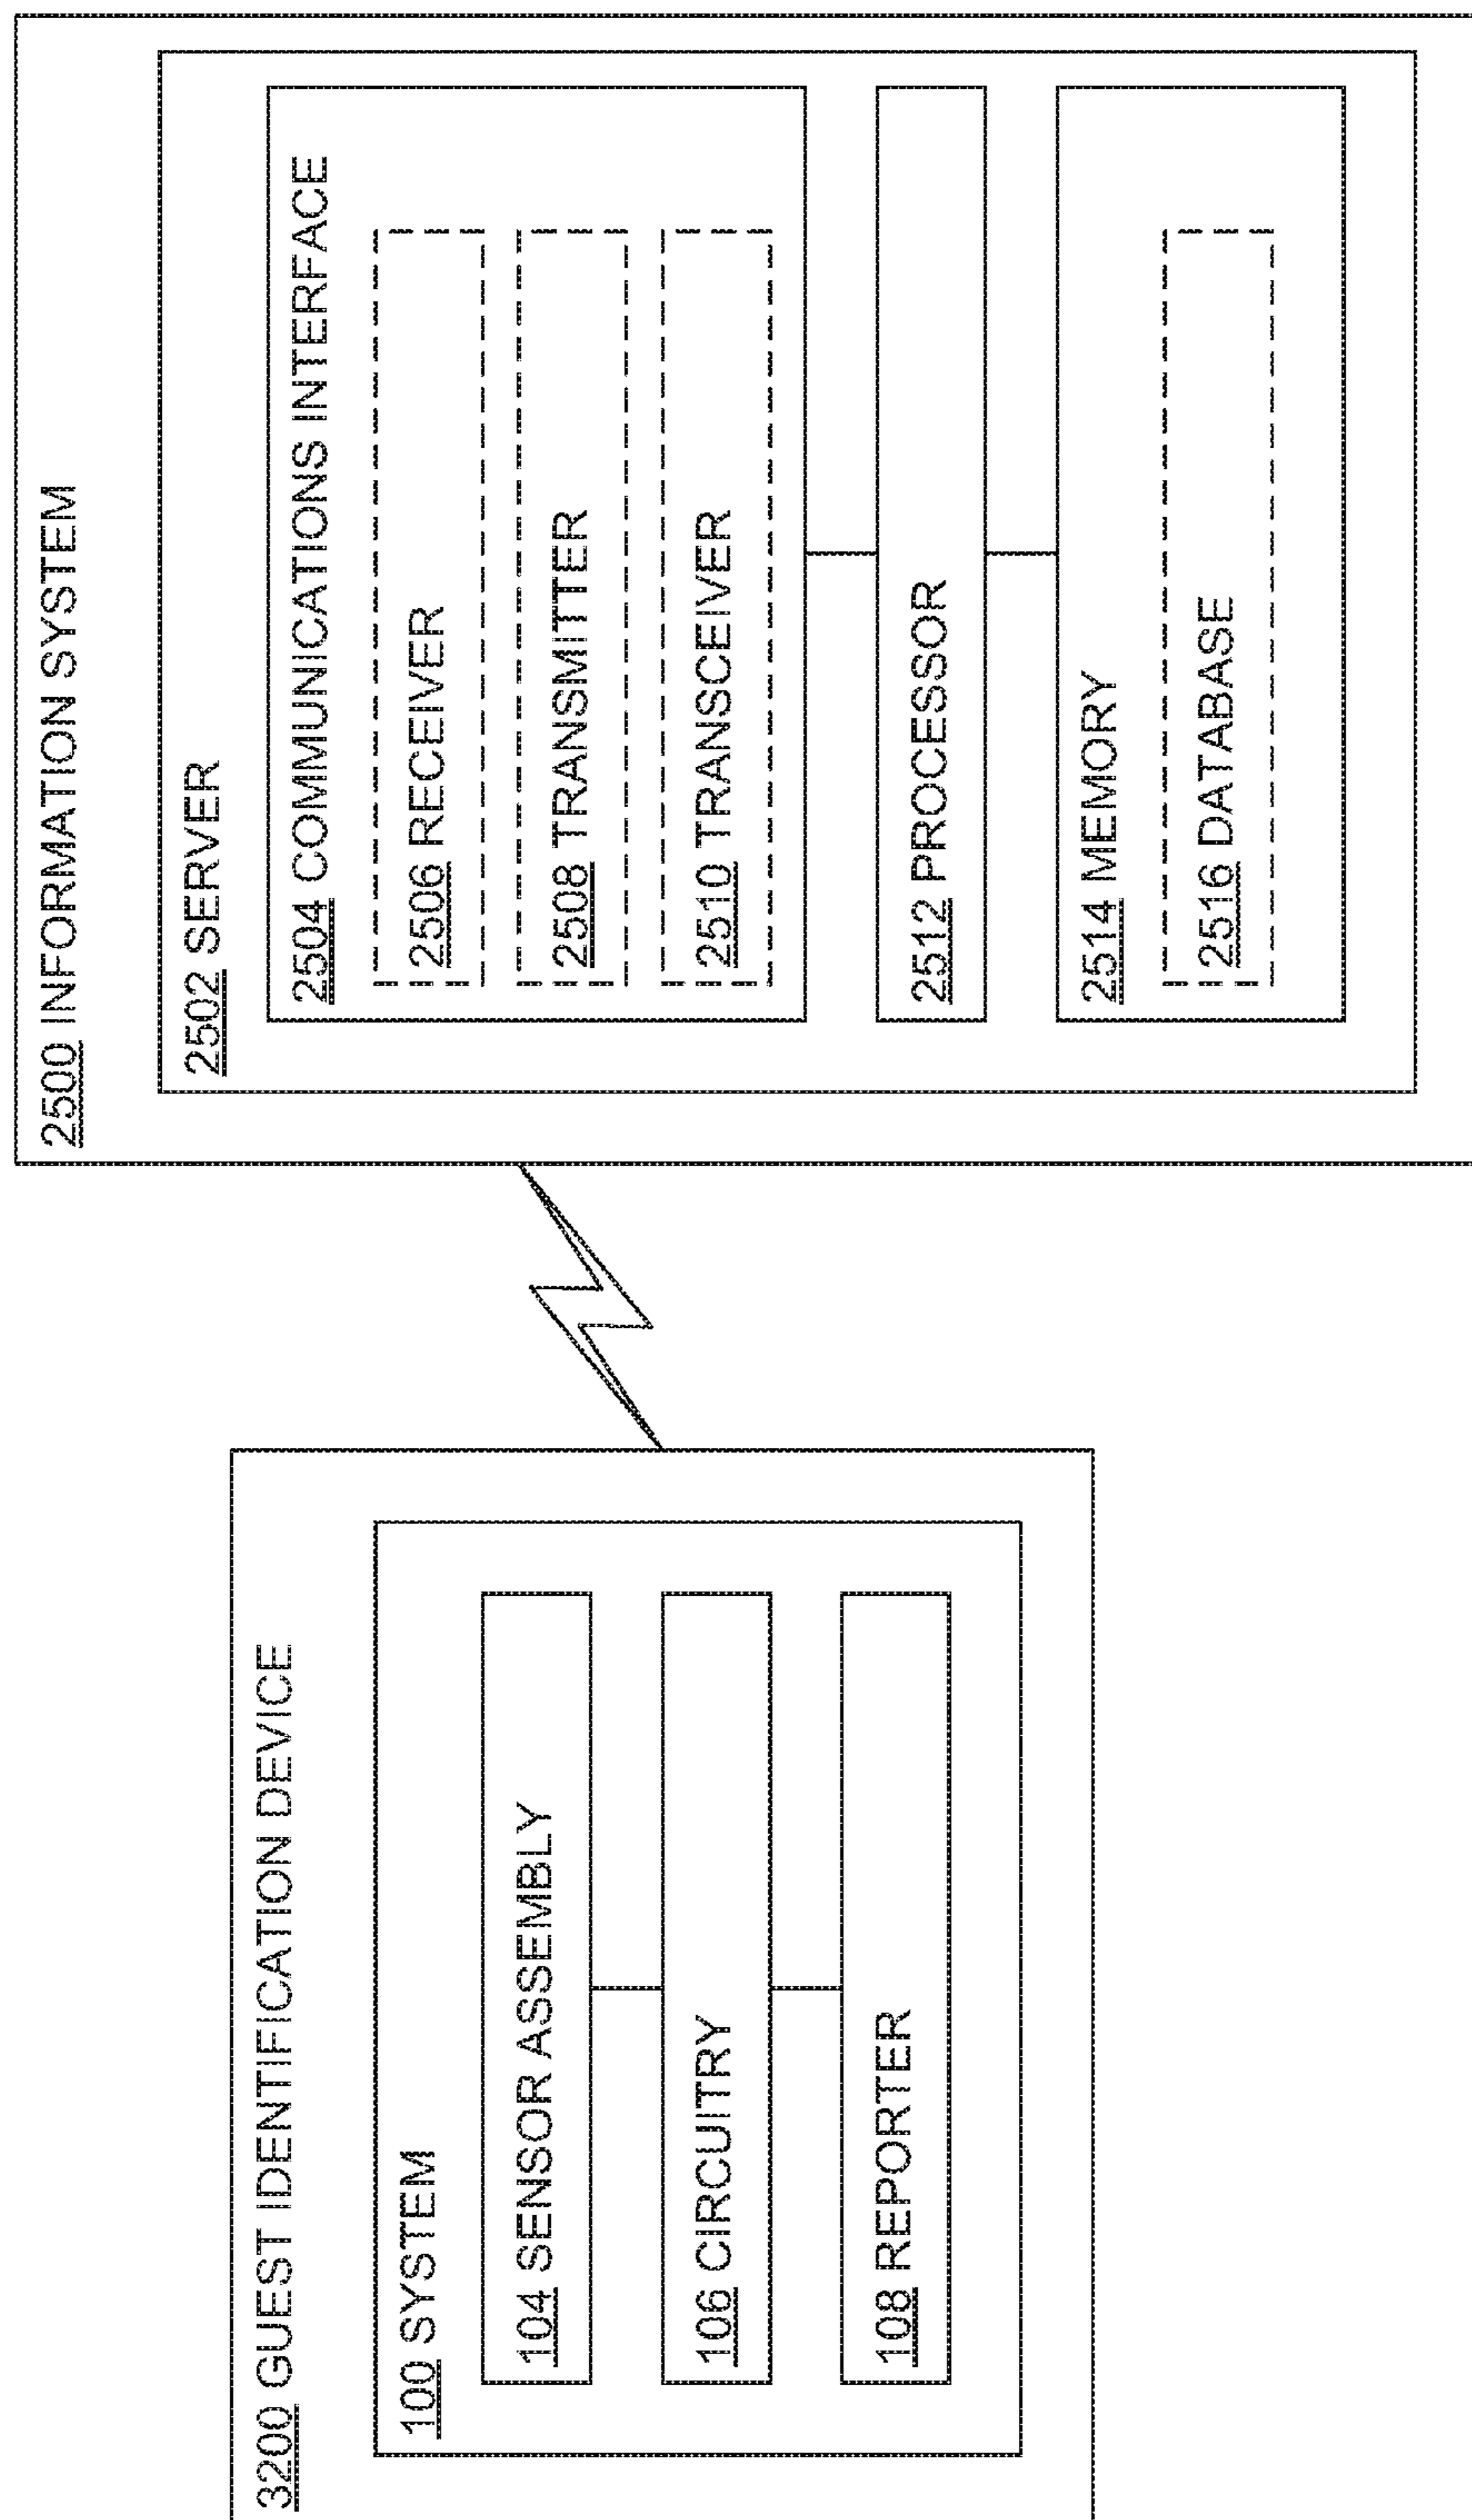 3200 GUEST IDENTIFICATION DEVICE
100 SYSTEM
104 SENSOR ASSEMBLY
106 CIRCUITRY
108 REPORTER
2500 INFORMATION SYSTEM
2502 SERVER
2504 COMMUNICATIONS INTERFACE
2506 RECEIVER
2508 TRANSMITTER
2510 TRANSCEIVER
2512 PROCESSOR
2514 MEMORY
2516 DATABASE